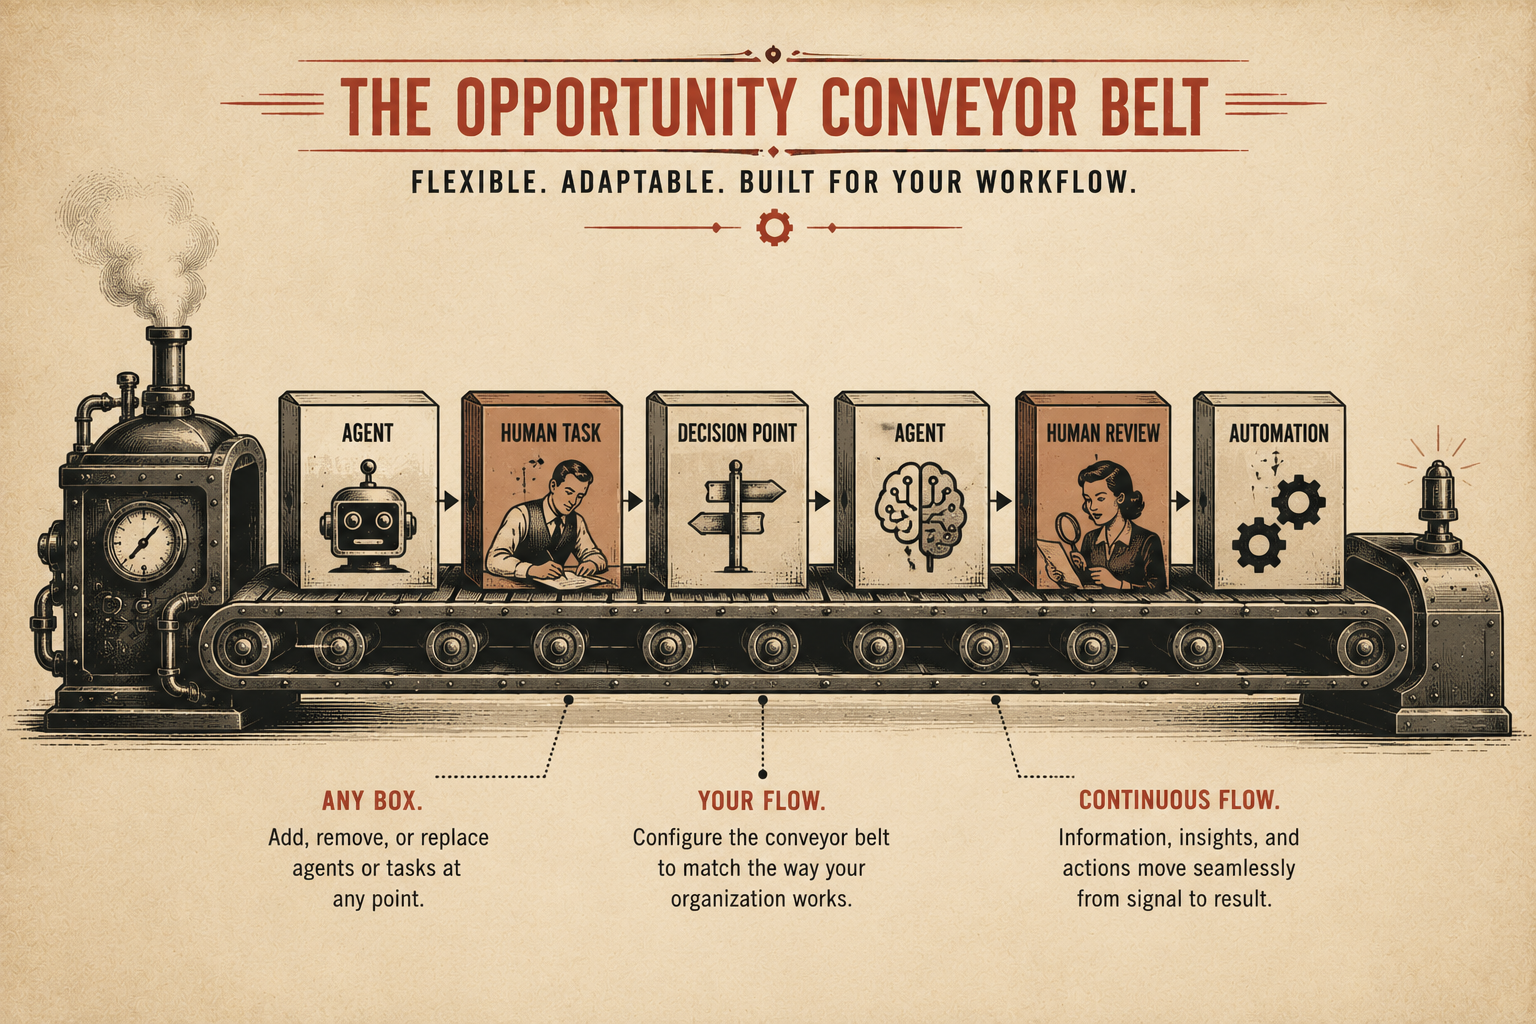 THE OPPORTUNITY CONVEYOR BELT
FLEXIBLE. ADAPTABLE. BUILT FOR YOUR WORKFLOW.
AGENT
HUMAN TASK
DECISION POINT
AGENT
HUMAN REVIEW
AUTOMATION
ANY BOX.
Add, remove, or replace
agents or tasks at
any point.
YOUR FLOW.
Configure the conveyor belt
to match the way your
organization works.
CONTINUOUS FLOW.
Information, insights, and
actions move seamlessly
from signal to result.